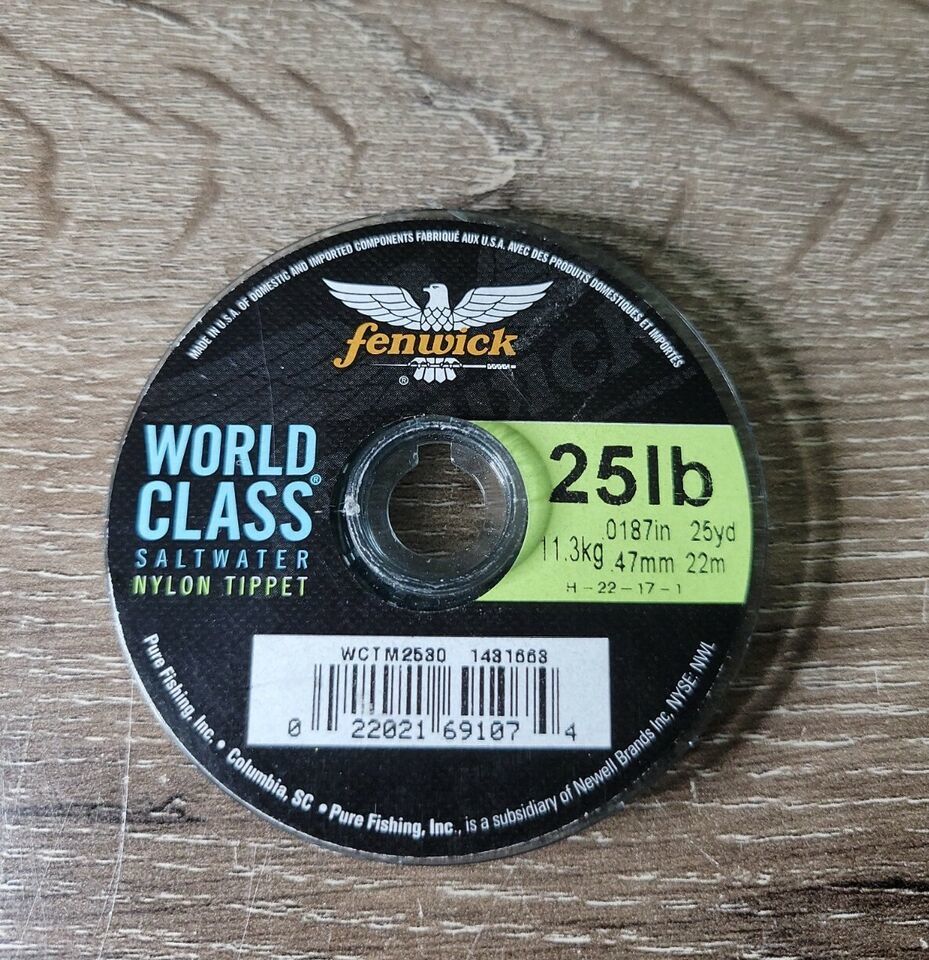 MADE IN U.S.A OF DOMESTIC AND IMPORTED COMPONENTS FABRIQUÉ AUX U.S.A. AVEC DES PRODUITS DOMESTIQUES ET IMPORTÉS
fenwick
®
WORLD
CLASS®
SALTWATER
NYLON TIPPET
25lb
.0187in 25yd
11.3kg .47mm 22m
H-22-17-1
WCTM2530 1431663
0 22021 69107 4
Pure Fishing, Inc. • Columbia, SC • Pure Fishing, Inc., is a subsidiary of Newell Brands Inc, NYSE: NWL